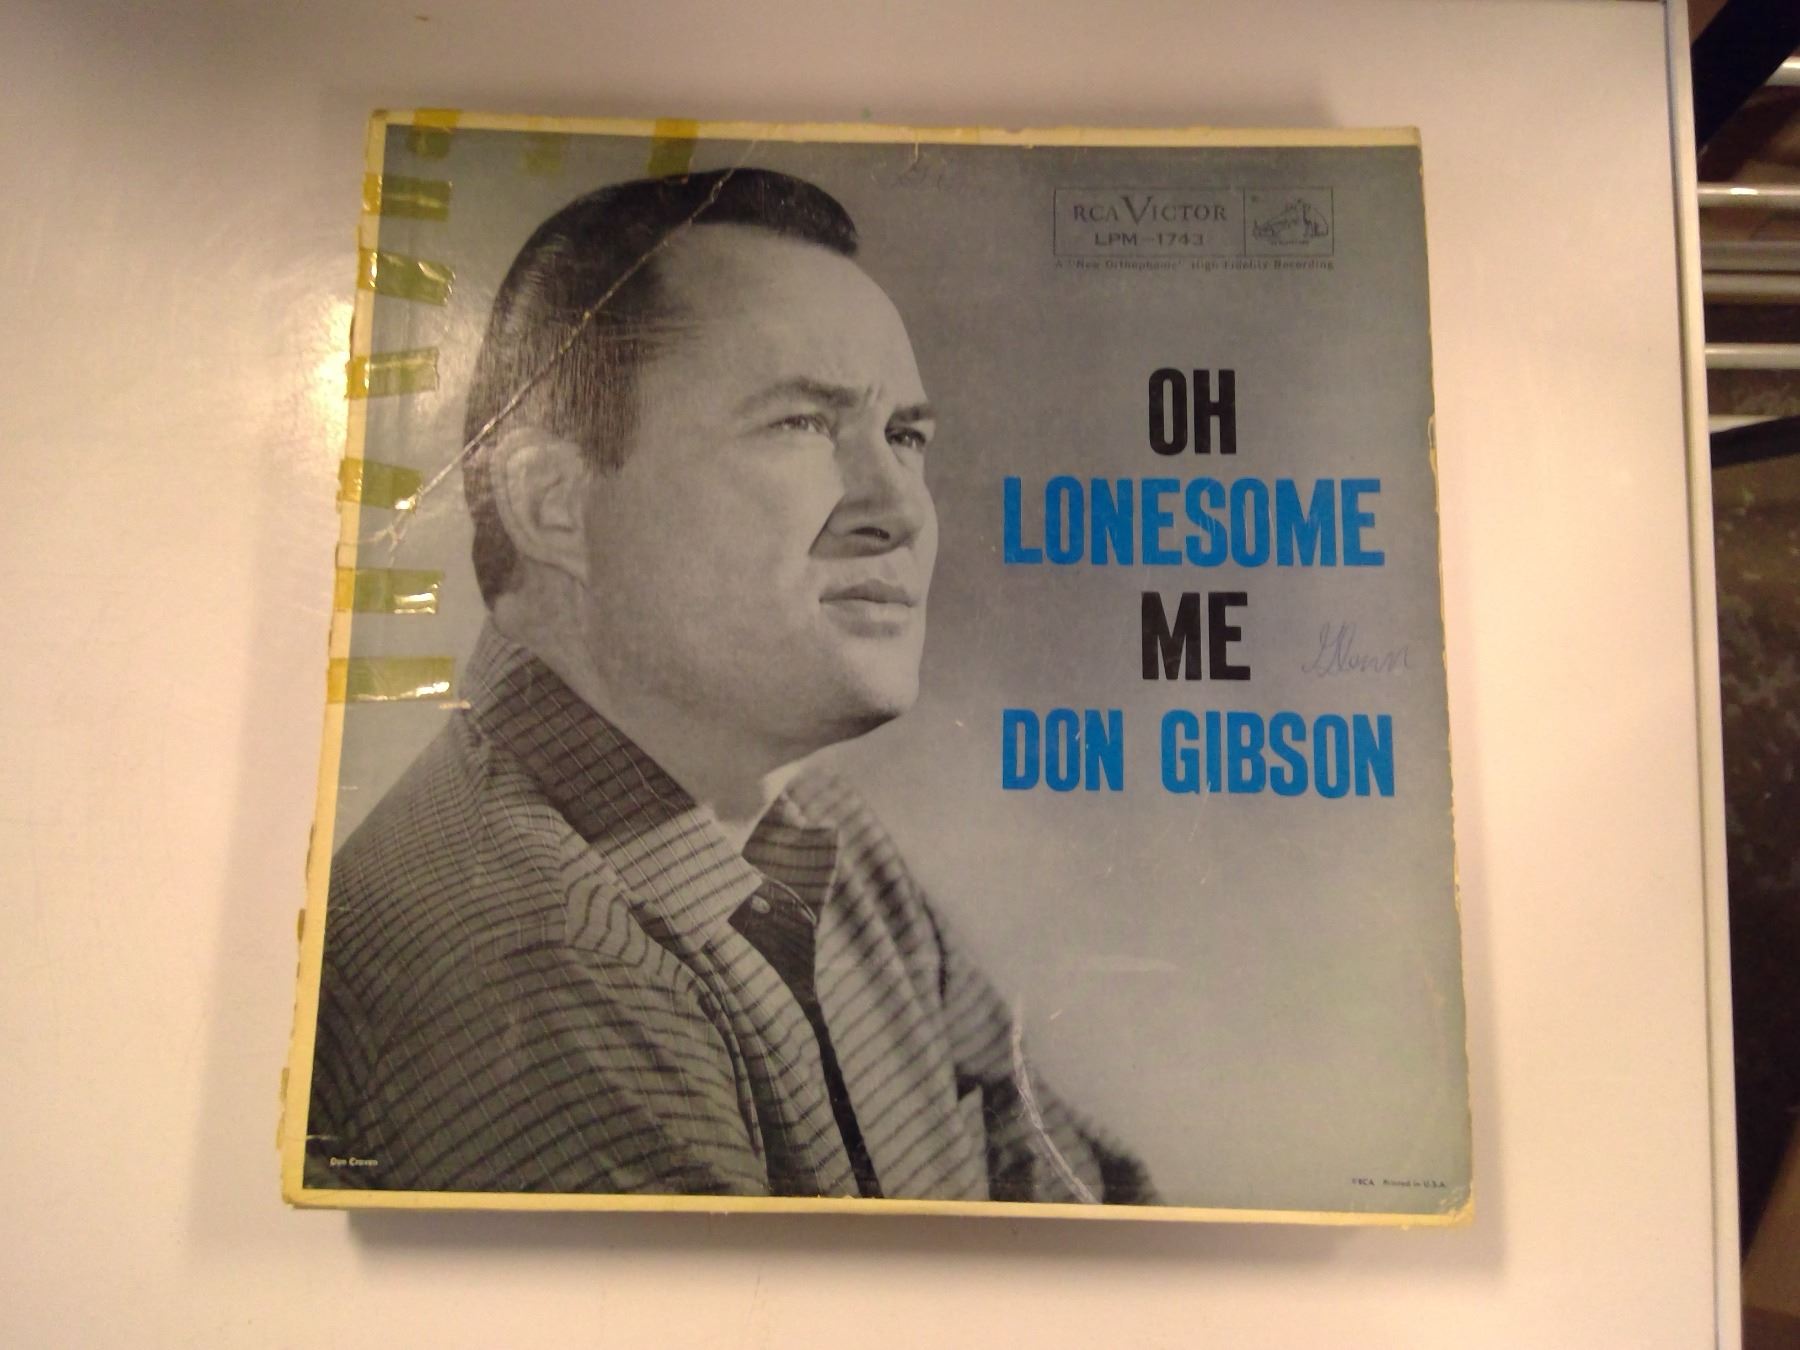 RCA VICTOR
LPM-1743
A "New Orthophonic" High Fidelity Recording
OH
LONESOME
ME
Glenn
DON GIBSON
Don Craven
©RCA Printed in U.S.A.